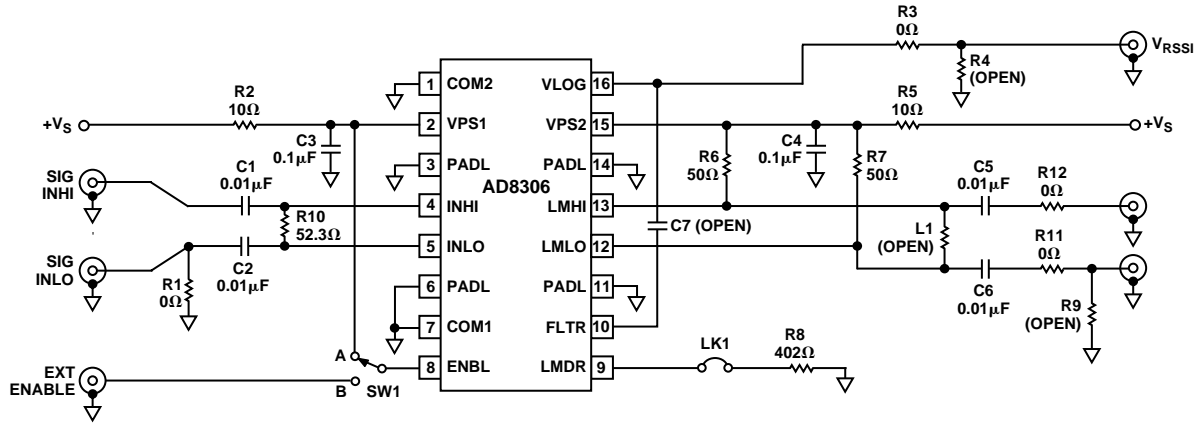 R3
0Ω
V_RSSI
R4
(OPEN)
1 COM2 VLOG 16
R2
10Ω
R5
10Ω
+V_S
2 VPS1 VPS2 15
+V_S
C3
0.1μF
R6
50Ω
C4
0.1μF
R7
50Ω
3 PADL PADL 14
AD8306
SIG
INHI
C1
0.01μF
C5
0.01μF
R12
0Ω
4 INHI LMHI 13
R10
52.3Ω
C7 (OPEN)
L1
(OPEN)
5 INLO LMLO 12
SIG
INLO
R1
0Ω
C2
0.01μF
R11
0Ω
C6
0.01μF
R9
(OPEN)
6 PADL PADL 11
7 COM1 FLTR 10
A
LK1
R8
402Ω
8 ENBL LMDR 9
EXT
ENABLE
B
SW1